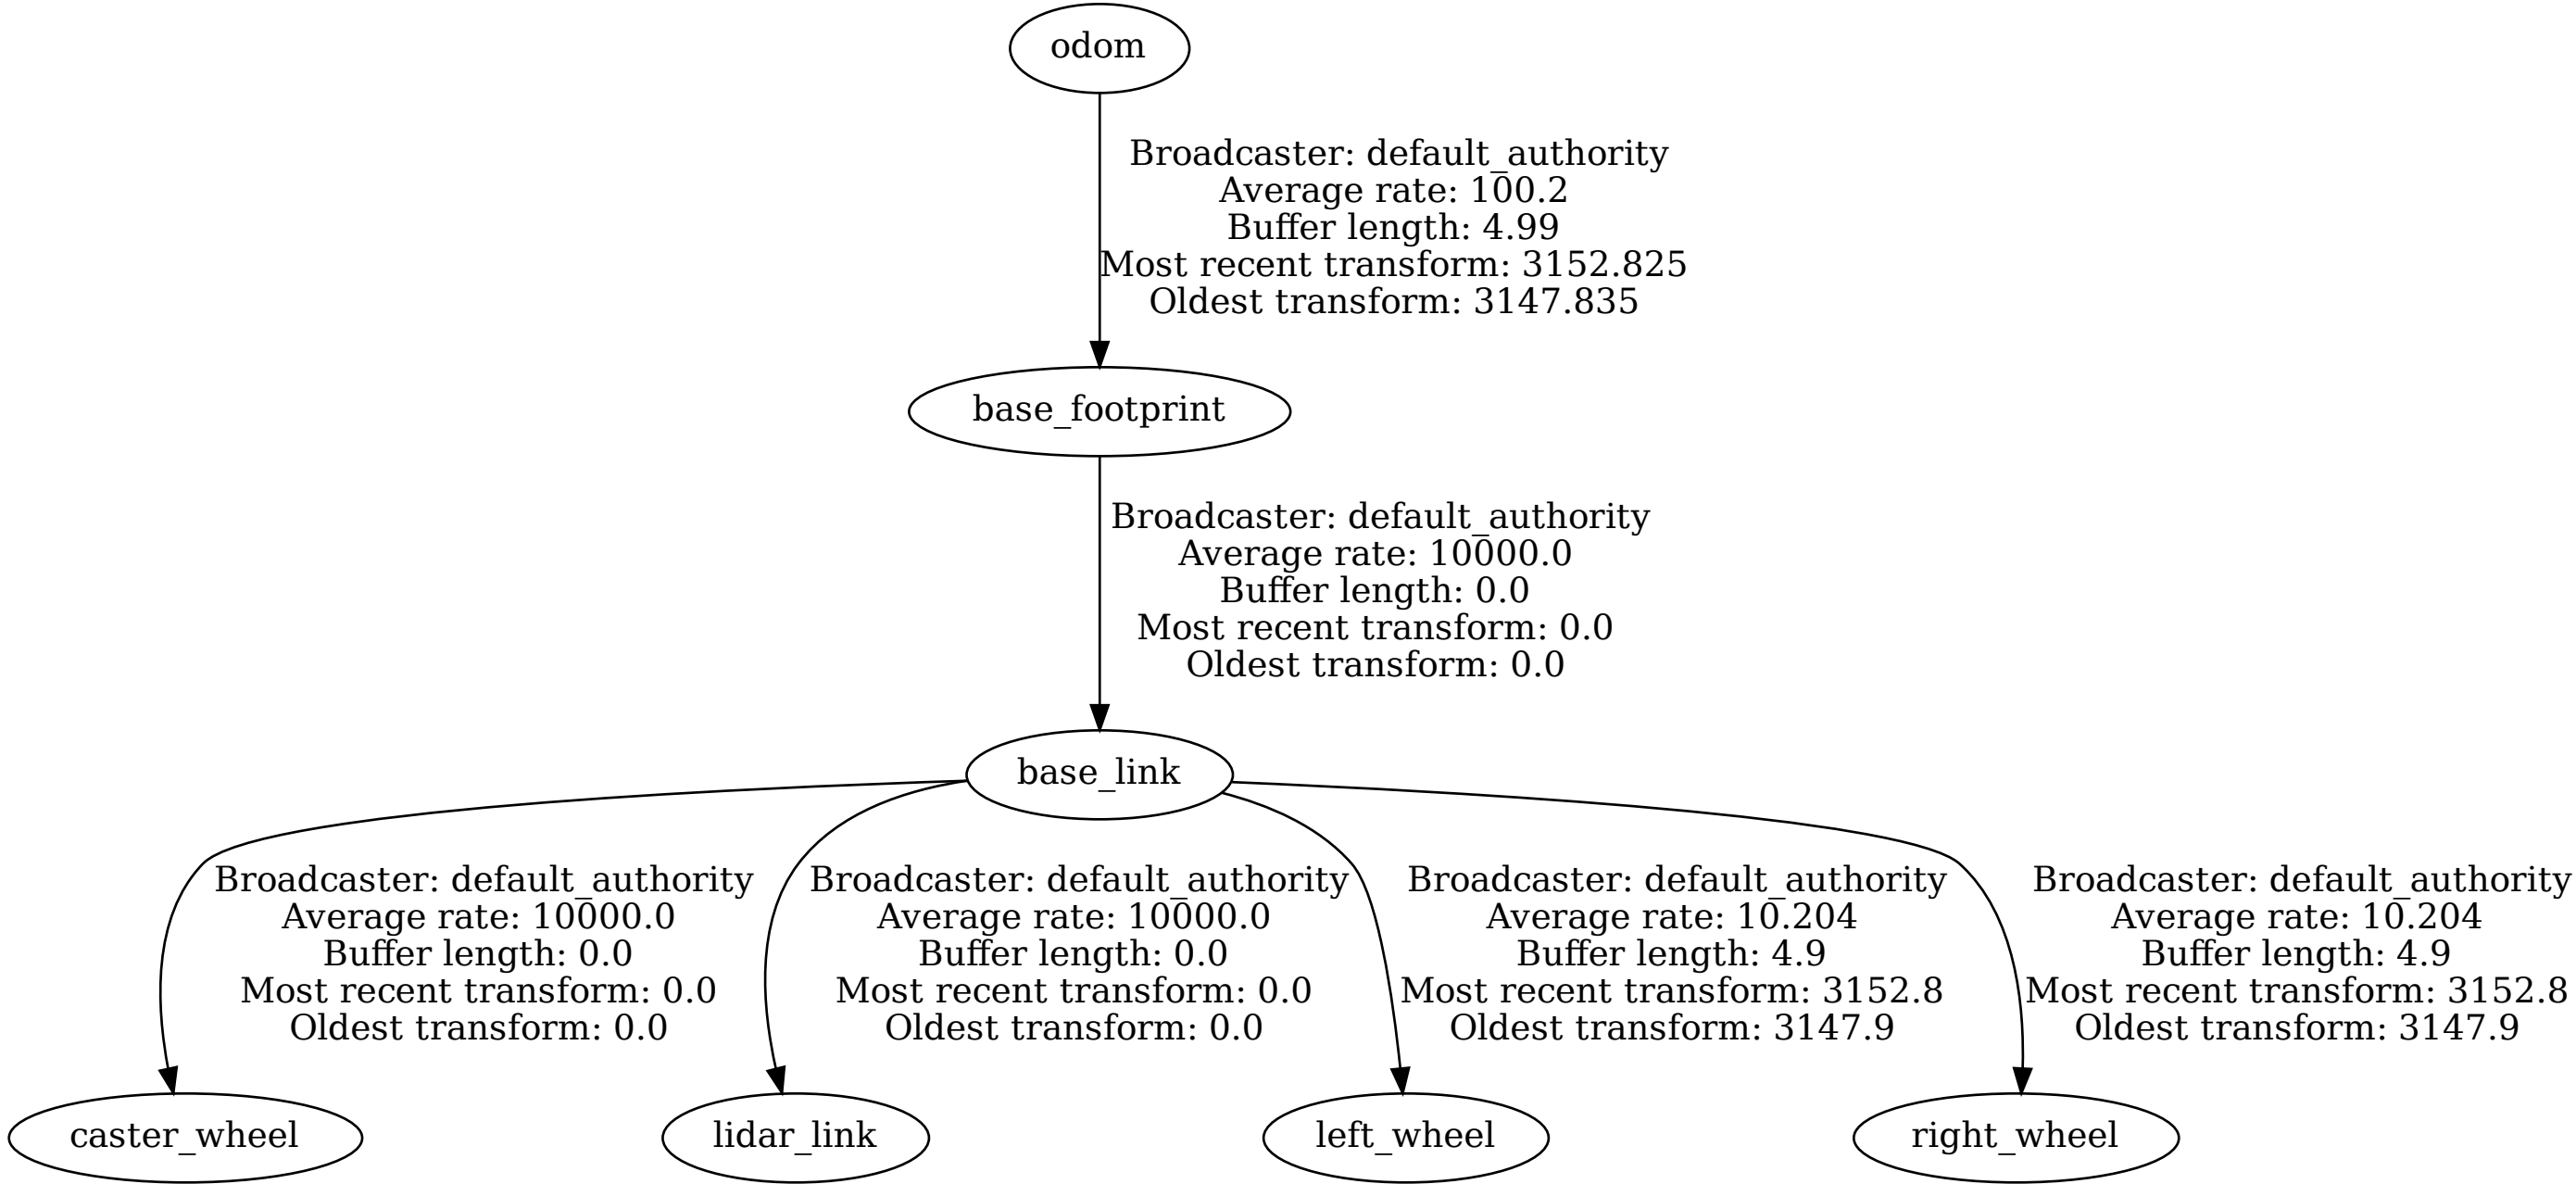 odom
Broadcaster: default_authority
Average rate: 100.2
Buffer length: 4.99
Most recent transform: 3152.825
Oldest transform: 3147.835
base_footprint
Broadcaster: default_authority
Average rate: 10000.0
Buffer length: 0.0
Most recent transform: 0.0
Oldest transform: 0.0
base_link
Broadcaster: default_authority
Average rate: 10000.0
Buffer length: 0.0
Most recent transform: 0.0
Oldest transform: 0.0
Broadcaster: default_authority
Average rate: 10000.0
Buffer length: 0.0
Most recent transform: 0.0
Oldest transform: 0.0
Broadcaster: default_authority
Average rate: 10.204
Buffer length: 4.9
Most recent transform: 3152.8
Oldest transform: 3147.9
Broadcaster: default_authority
Average rate: 10.204
Buffer length: 4.9
Most recent transform: 3152.8
Oldest transform: 3147.9
caster_wheel
lidar_link
left_wheel
right_wheel